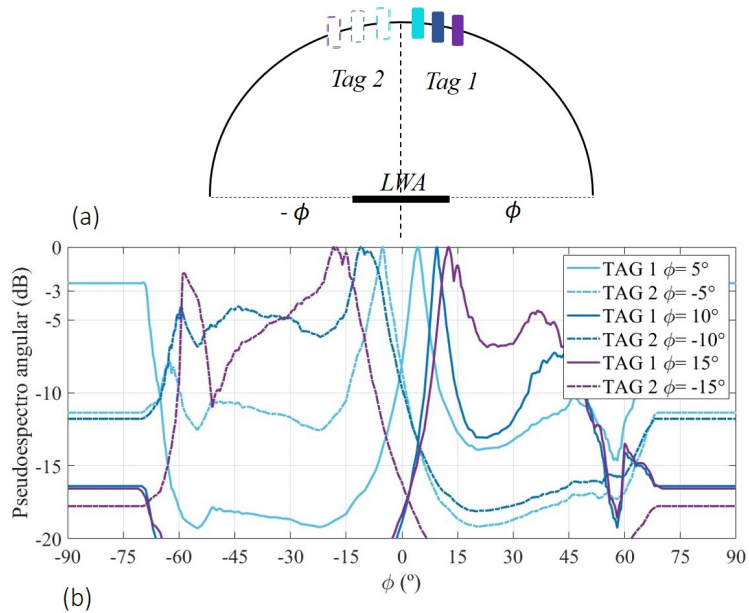 Tag 2
Tag 1
LWA
(a)
- ϕ
ϕ
Pseudoespectro angular (dB)
0
-3
-5
-10
-15
-20
TAG 1 ϕ= 5°
TAG 2 ϕ= -5°
TAG 1 ϕ= 10°
TAG 2 ϕ= -10°
TAG 1 ϕ= 15°
TAG 2 ϕ= -15°
-90 -75 -60 -45 -30 -15 0 15 30 45 60 75 90
ϕ (º)
(b)